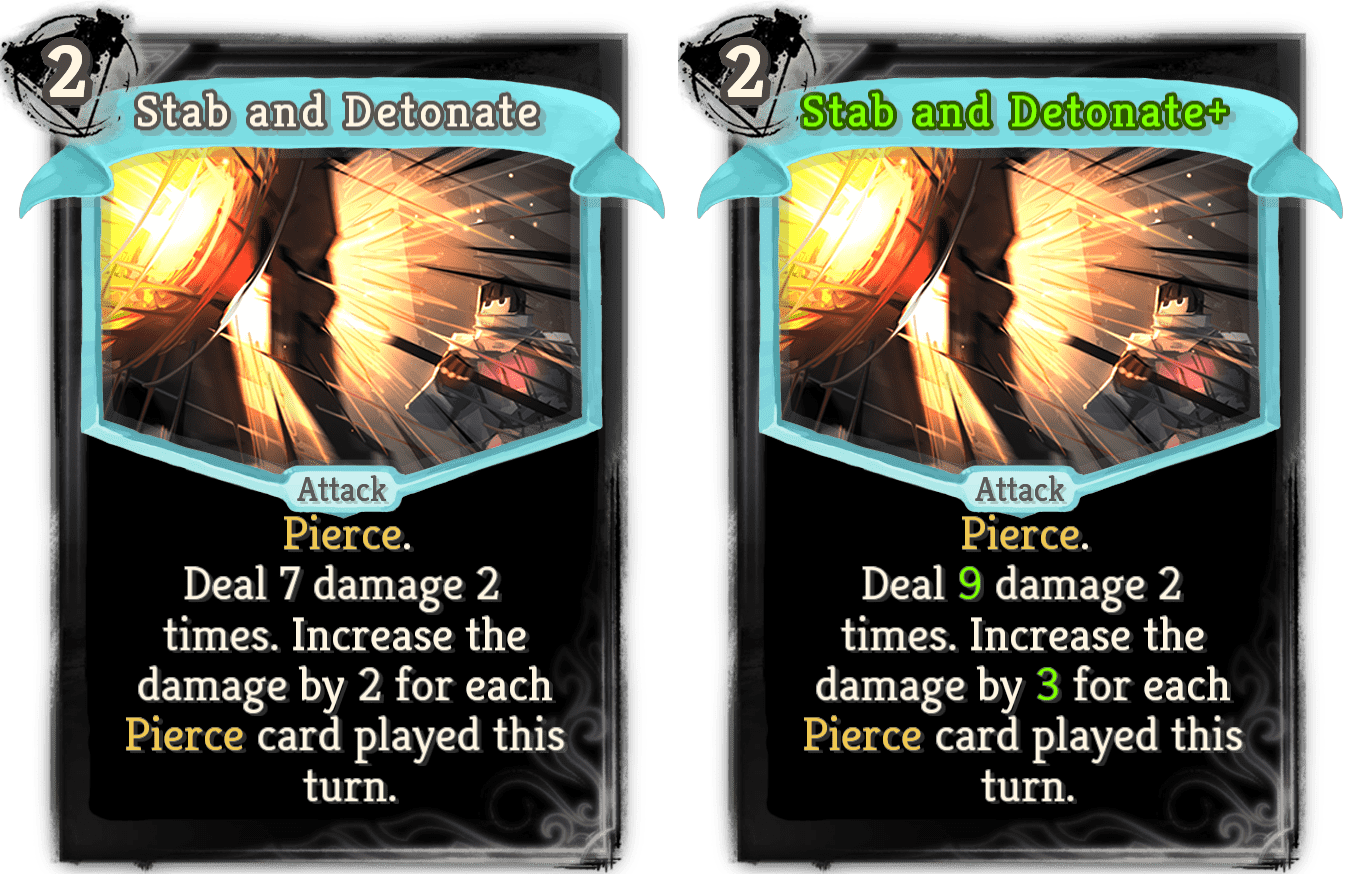 2
Stab and Detonate
Attack
Pierce.
Deal 7 damage 2
times. Increase the
damage by 2 for each
Pierce card played this
turn.
2
Stab and Detonate+
Attack
Pierce.
Deal 9 damage 2
times. Increase the
damage by 3 for each
Pierce card played this
turn.